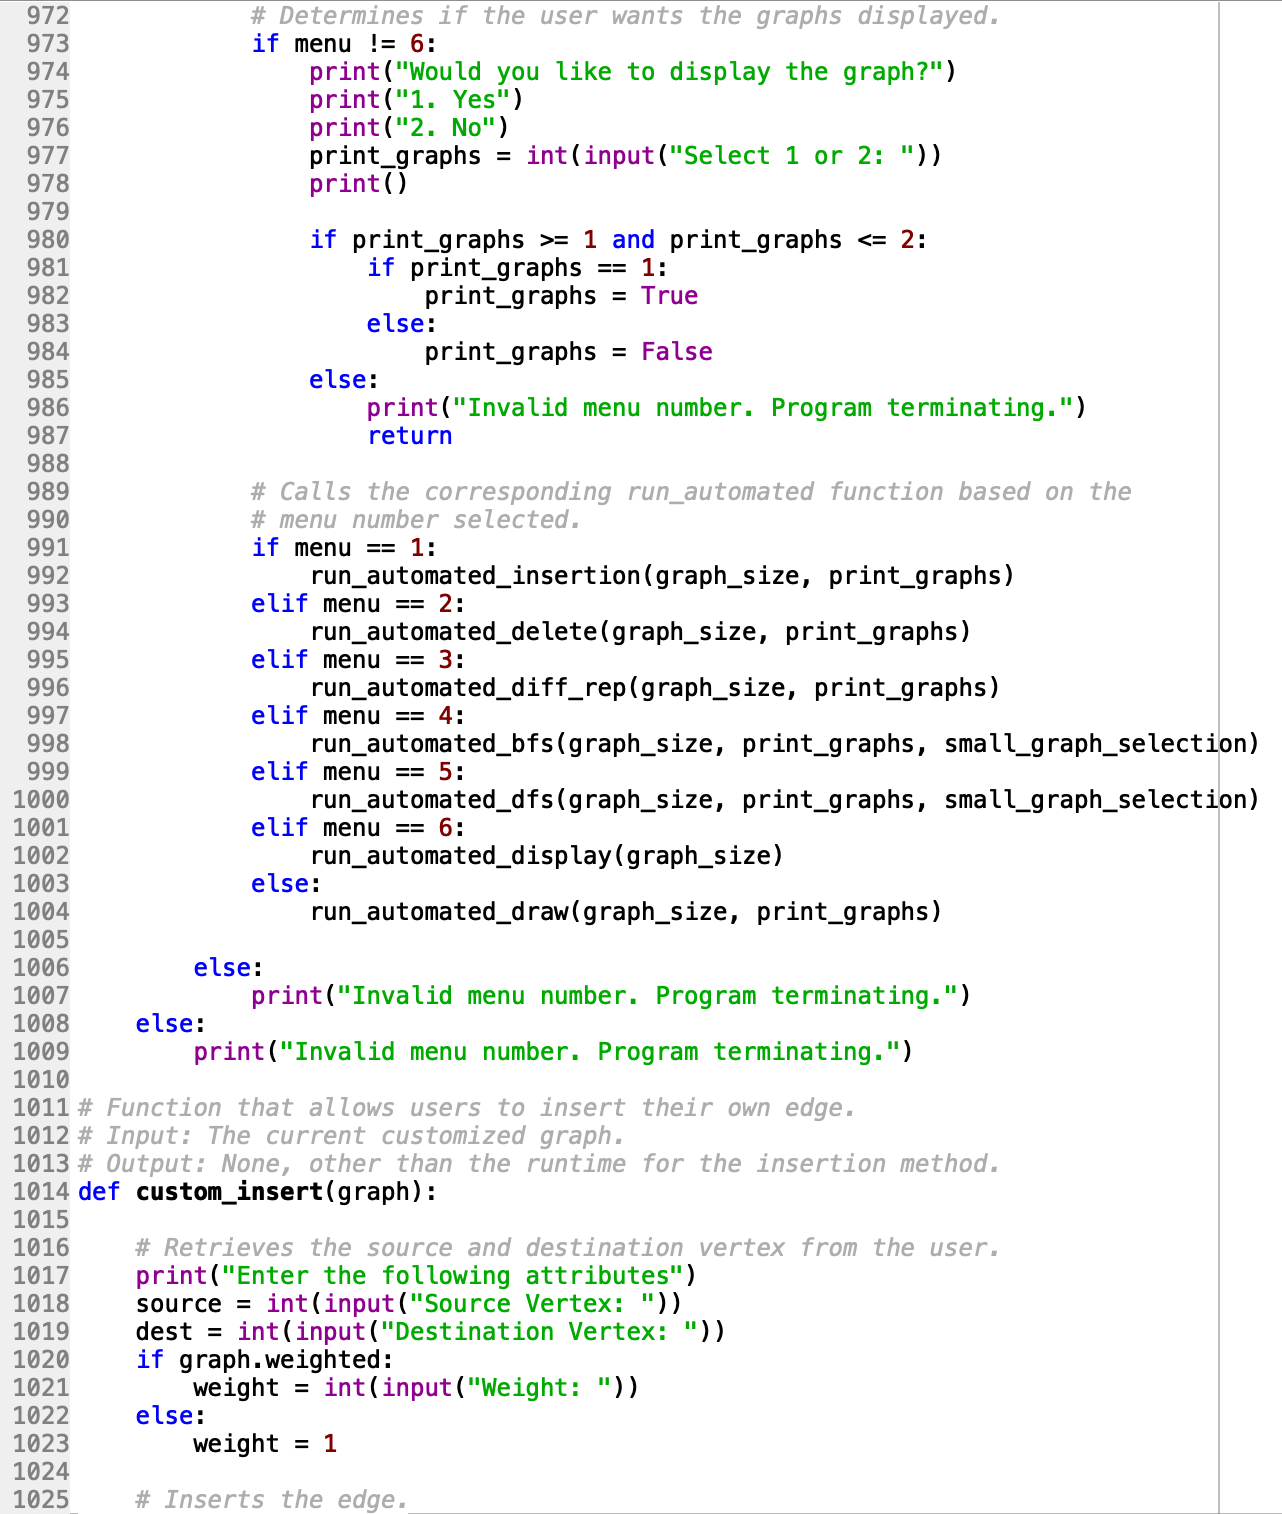 972             # Determines if the user wants the graphs displayed.
973             if menu != 6:
974                 print("Would you like to display the graph?")
975                 print("1. Yes")
976                 print("2. No")
977                 print_graphs = int(input("Select 1 or 2: "))
978                 print()
979
980                 if print_graphs >= 1 and print_graphs <= 2:
981                     if print_graphs == 1:
982                         print_graphs = True
983                     else:
984                         print_graphs = False
985                 else:
986                     print("Invalid menu number. Program terminating.")
987                     return
988
989             # Calls the corresponding run_automated function based on the
990             # menu number selected.
991             if menu == 1:
992                 run_automated_insertion(graph_size, print_graphs)
993             elif menu == 2:
994                 run_automated_delete(graph_size, print_graphs)
995             elif menu == 3:
996                 run_automated_diff_rep(graph_size, print_graphs)
997             elif menu == 4:
998                 run_automated_bfs(graph_size, print_graphs, small_graph_selection)
999             elif menu == 5:
1000                 run_automated_dfs(graph_size, print_graphs, small_graph_selection)
1001             elif menu == 6:
1002                 run_automated_display(graph_size)
1003             else:
1004                 run_automated_draw(graph_size, print_graphs)
1005
1006         else:
1007             print("Invalid menu number. Program terminating.")
1008     else:
1009         print("Invalid menu number. Program terminating.")
1010
1011 # Function that allows users to insert their own edge.
1012 # Input: The current customized graph.
1013 # Output: None, other than the runtime for the insertion method.
1014 def custom_insert(graph):
1015
1016     # Retrieves the source and destination vertex from the user.
1017     print("Enter the following attributes")
1018     source = int(input("Source Vertex: "))
1019     dest = int(input("Destination Vertex: "))
1020     if graph.weighted:
1021         weight = int(input("Weight: "))
1022     else:
1023         weight = 1
1024
1025     # Inserts the edge.